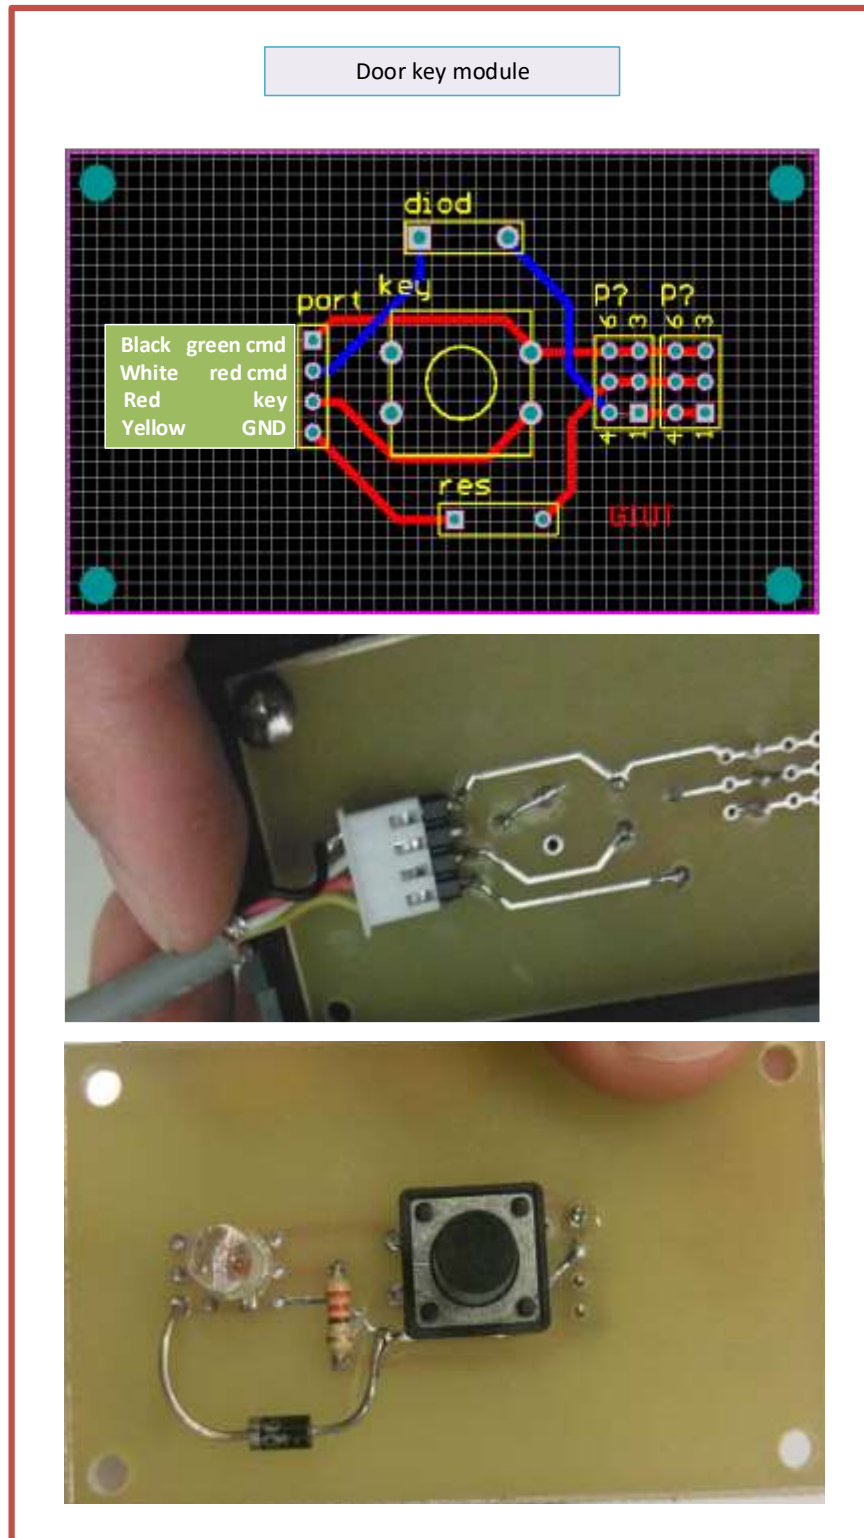 Door key module
diod
key
port
P? P?
6 3 6 3
Black green cmd
White red cmd
Red key
Yellow GND
4 1 4 1
res